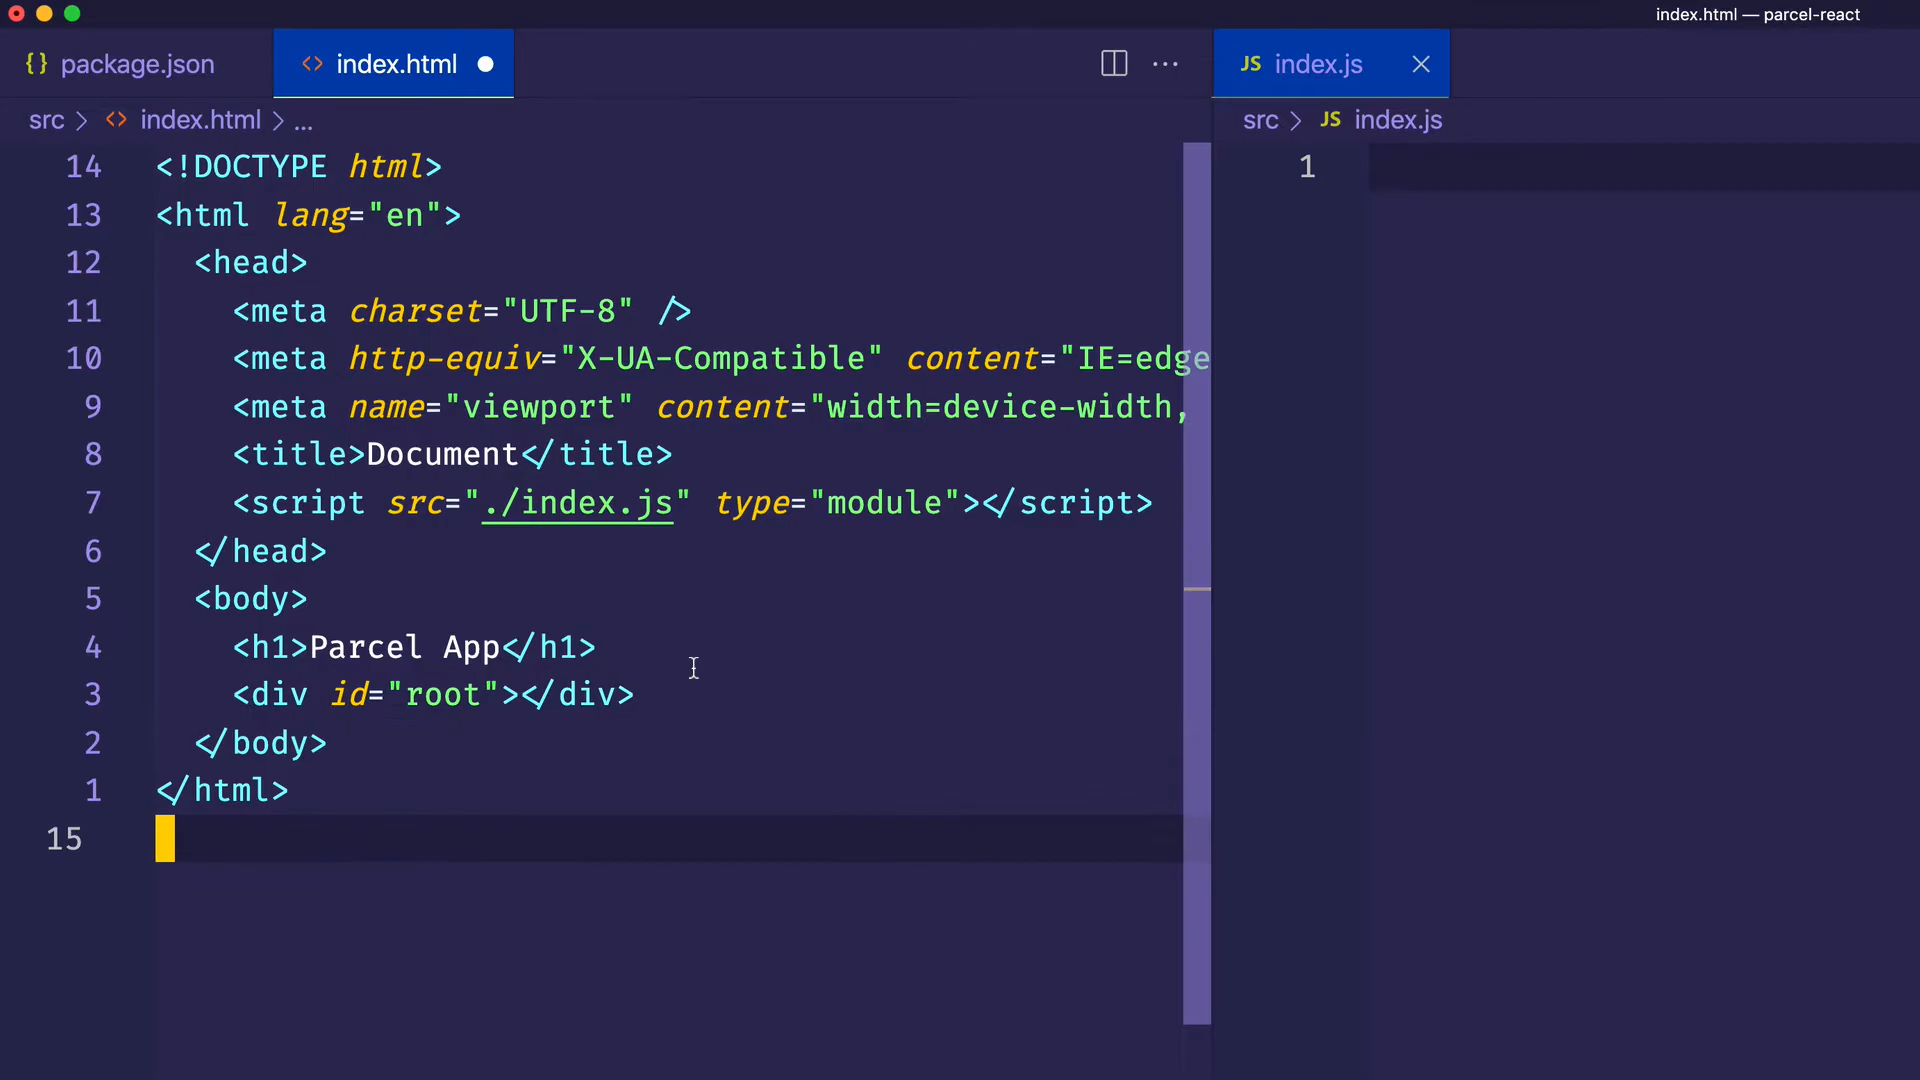 index.html — parcel-react
{} package.json
<> index.html
JS index.js
src > <> index.html > ...
src > JS index.js
14 <!DOCTYPE html>
13 <html lang="en">
12 <head>
11 <meta charset="UTF-8" />
10 <meta http-equiv="X-UA-Compatible" content="IE=edge
9 <meta name="viewport" content="width=device-width,
8 <title>Document</title>
7 <script src="./index.js" type="module"></script>
6 </head>
5 <body>
4 <h1>Parcel App</h1>
3 <div id="root"></div>
2 </body>
1 </html>
15
1